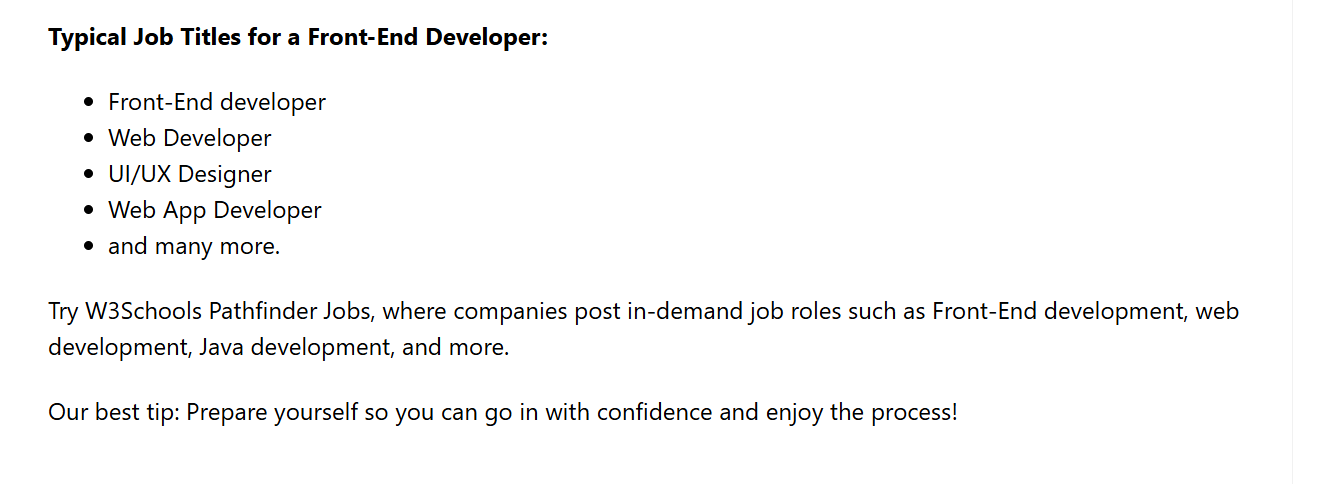 Typical Job Titles for a Front-End Developer:
Front-End developer
Web Developer
UI/UX Designer
Web App Developer
and many more.
Try W3Schools Pathfinder Jobs, where companies post in-demand job roles such as Front-End development, web
development, Java development, and more.
Our best tip: Prepare yourself so you can go in with confidence and enjoy the process!